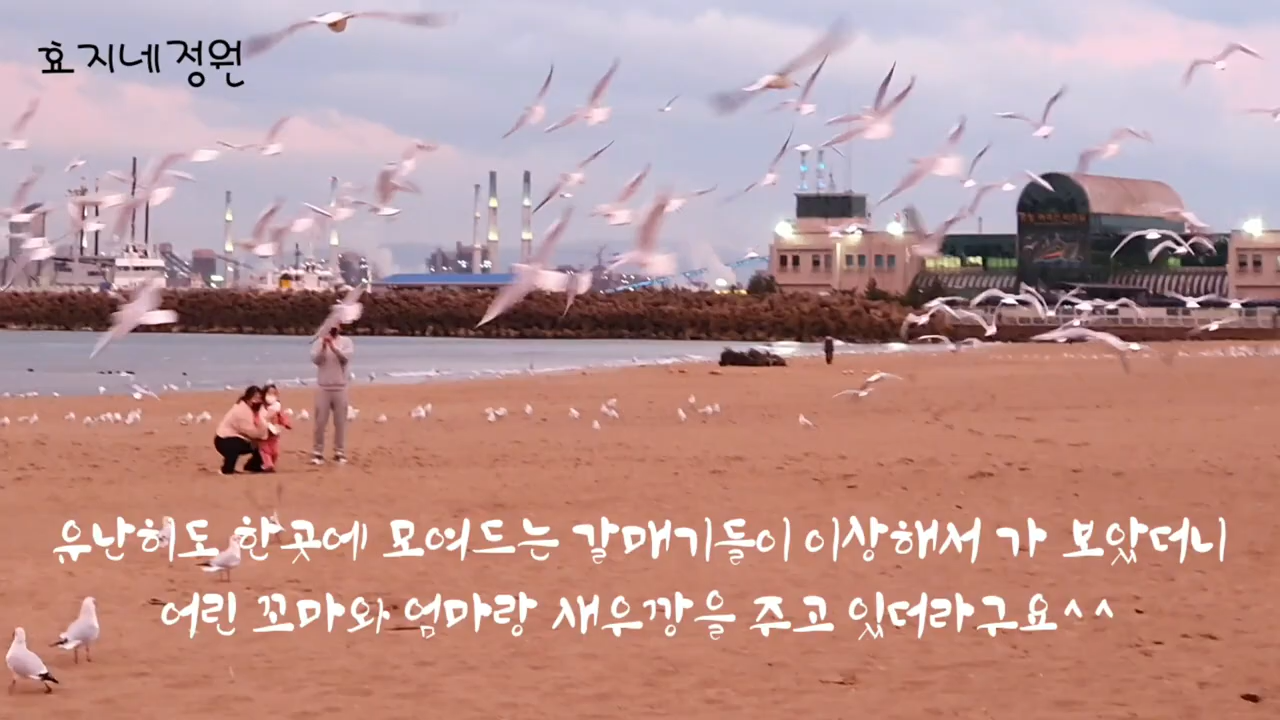 효지네정원
유난히도 한곳에 모여드는 갈매기들이 이상해서 가 보았더니
어린 꼬마와 엄마랑 새우깡을 주고 있더라구요^^